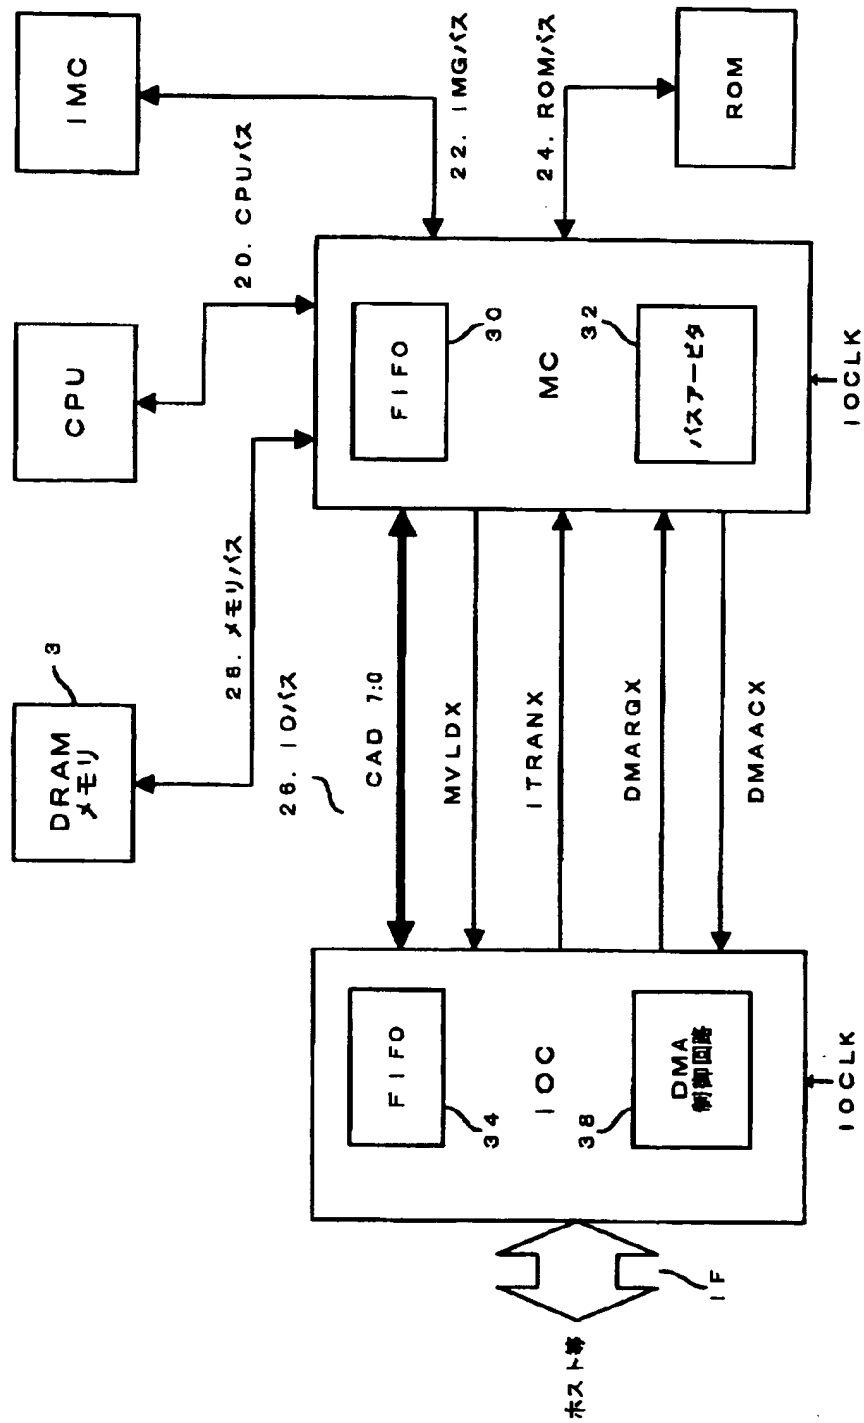 DRAM
メモリ
3
CPU
IMC
28. メモリバス
20. CPUバス
22. IMGバス
24. ROMバス
ROM
26. IOバス
CAD 7:0
MVLDX
ITRANX
DMARQX
DMAACX
FIFO
34
IOC
38
DMA
制御回路
IOCLK
FIFO
30
MC
32
バスアービタ
IOCLK
ホスト等
IF